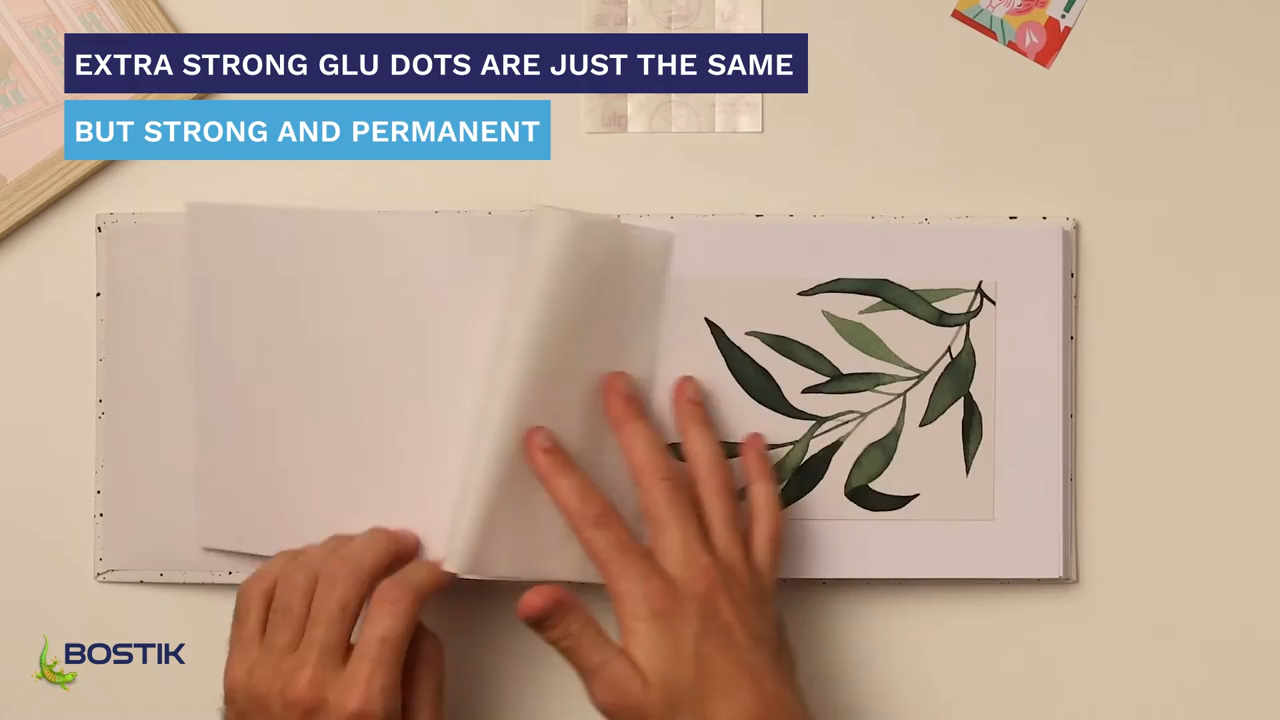 EXTRA STRONG GLU DOTS ARE JUST THE SAME
BUT STRONG AND PERMANENT
BOSTIK